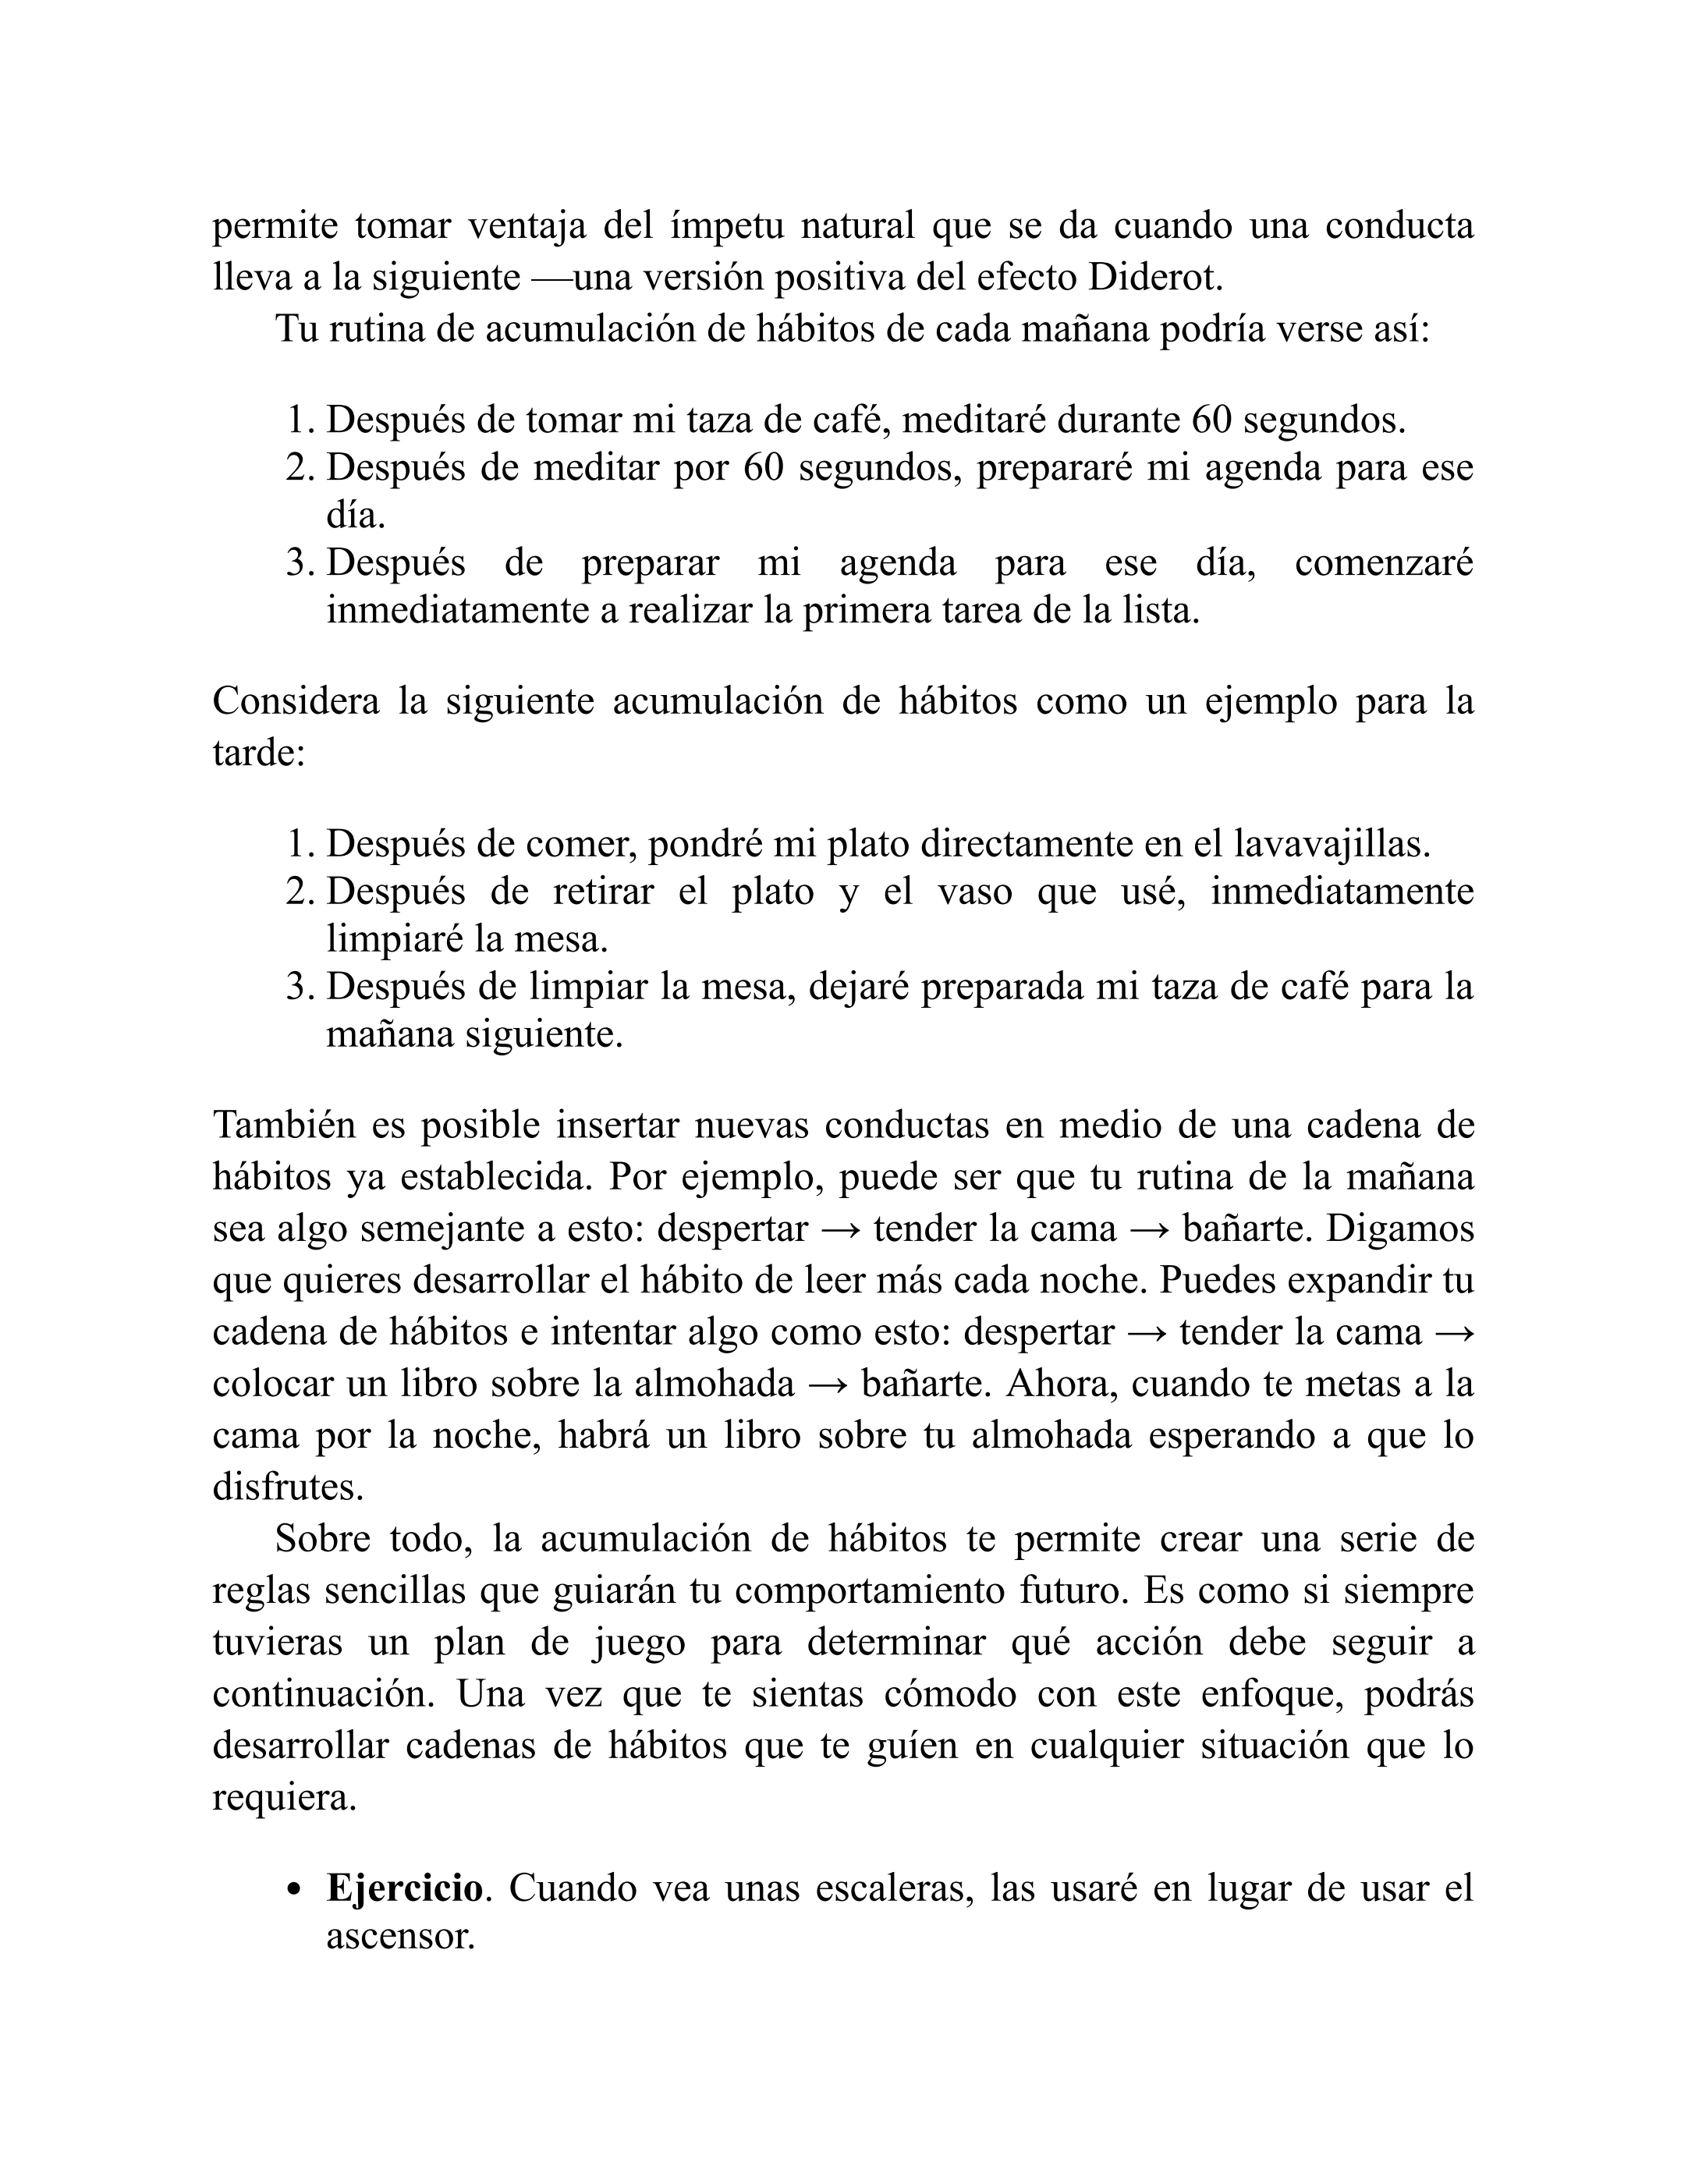 permite tomar ventaja del ímpetu natural que se da cuando una conducta
lleva a la siguiente —una versión positiva del efecto Diderot.
Tu rutina de acumulación de hábitos de cada mañana podría verse así:
1. Después de tomar mi taza de café, meditaré durante 60 segundos.
2. Después de meditar por 60 segundos, prepararé mi agenda para ese
día.
3. Después de preparar mi agenda para ese día, comenzaré
inmediatamente a realizar la primera tarea de la lista.
Considera la siguiente acumulación de hábitos como un ejemplo para la
tarde:
1. Después de comer, pondré mi plato directamente en el lavavajillas.
2. Después de retirar el plato y el vaso que usé, inmediatamente
limpiaré la mesa.
3. Después de limpiar la mesa, dejaré preparada mi taza de café para la
mañana siguiente.
También es posible insertar nuevas conductas en medio de una cadena de
hábitos ya establecida. Por ejemplo, puede ser que tu rutina de la mañana
sea algo semejante a esto: despertar → tender la cama → bañarte. Digamos
que quieres desarrollar el hábito de leer más cada noche. Puedes expandir tu
cadena de hábitos e intentar algo como esto: despertar → tender la cama →
colocar un libro sobre la almohada → bañarte. Ahora, cuando te metas a la
cama por la noche, habrá un libro sobre tu almohada esperando a que lo
disfrutes.
Sobre todo, la acumulación de hábitos te permite crear una serie de
reglas sencillas que guiarán tu comportamiento futuro. Es como si siempre
tuvieras un plan de juego para determinar qué acción debe seguir a
continuación. Una vez que te sientas cómodo con este enfoque, podrás
desarrollar cadenas de hábitos que te guíen en cualquier situación que lo
requiera.
• Ejercicio. Cuando vea unas escaleras, las usaré en lugar de usar el
ascensor.